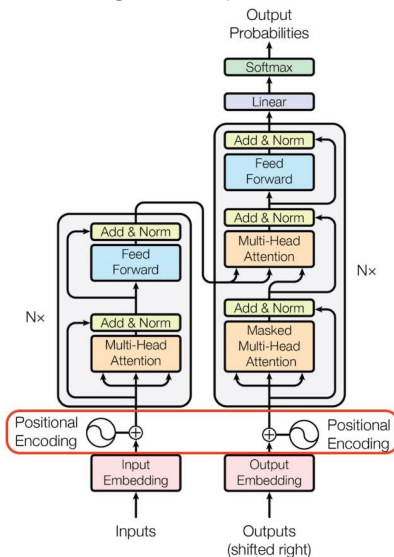 Output
Probabilities
Softmax
Linear
Add & Norm
Feed
Forward
Add & Norm
Multi-Head
Attention
Add & Norm
Masked
Multi-Head
Attention
Nx
Add & Norm
Feed
Forward
Add & Norm
Multi-Head
Attention
Nx
Positional
Encoding
Positional
Encoding
Input
Embedding
Output
Embedding
Inputs
Outputs
(shifted right)